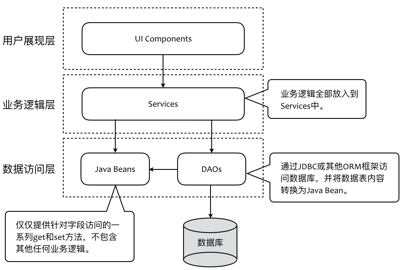 用户展现层
UI Components
业务逻辑层
Services
业务逻辑全部放入到
Services中。
数据访问层
Java Beans
DAOs
通过JDBC或其他ORM框架访
问数据库，并将数据表内容
转换为Java Bean。
仅仅提供针对字段访问的一
系列get和set方法，不包含
其他任何业务逻辑。
数据库